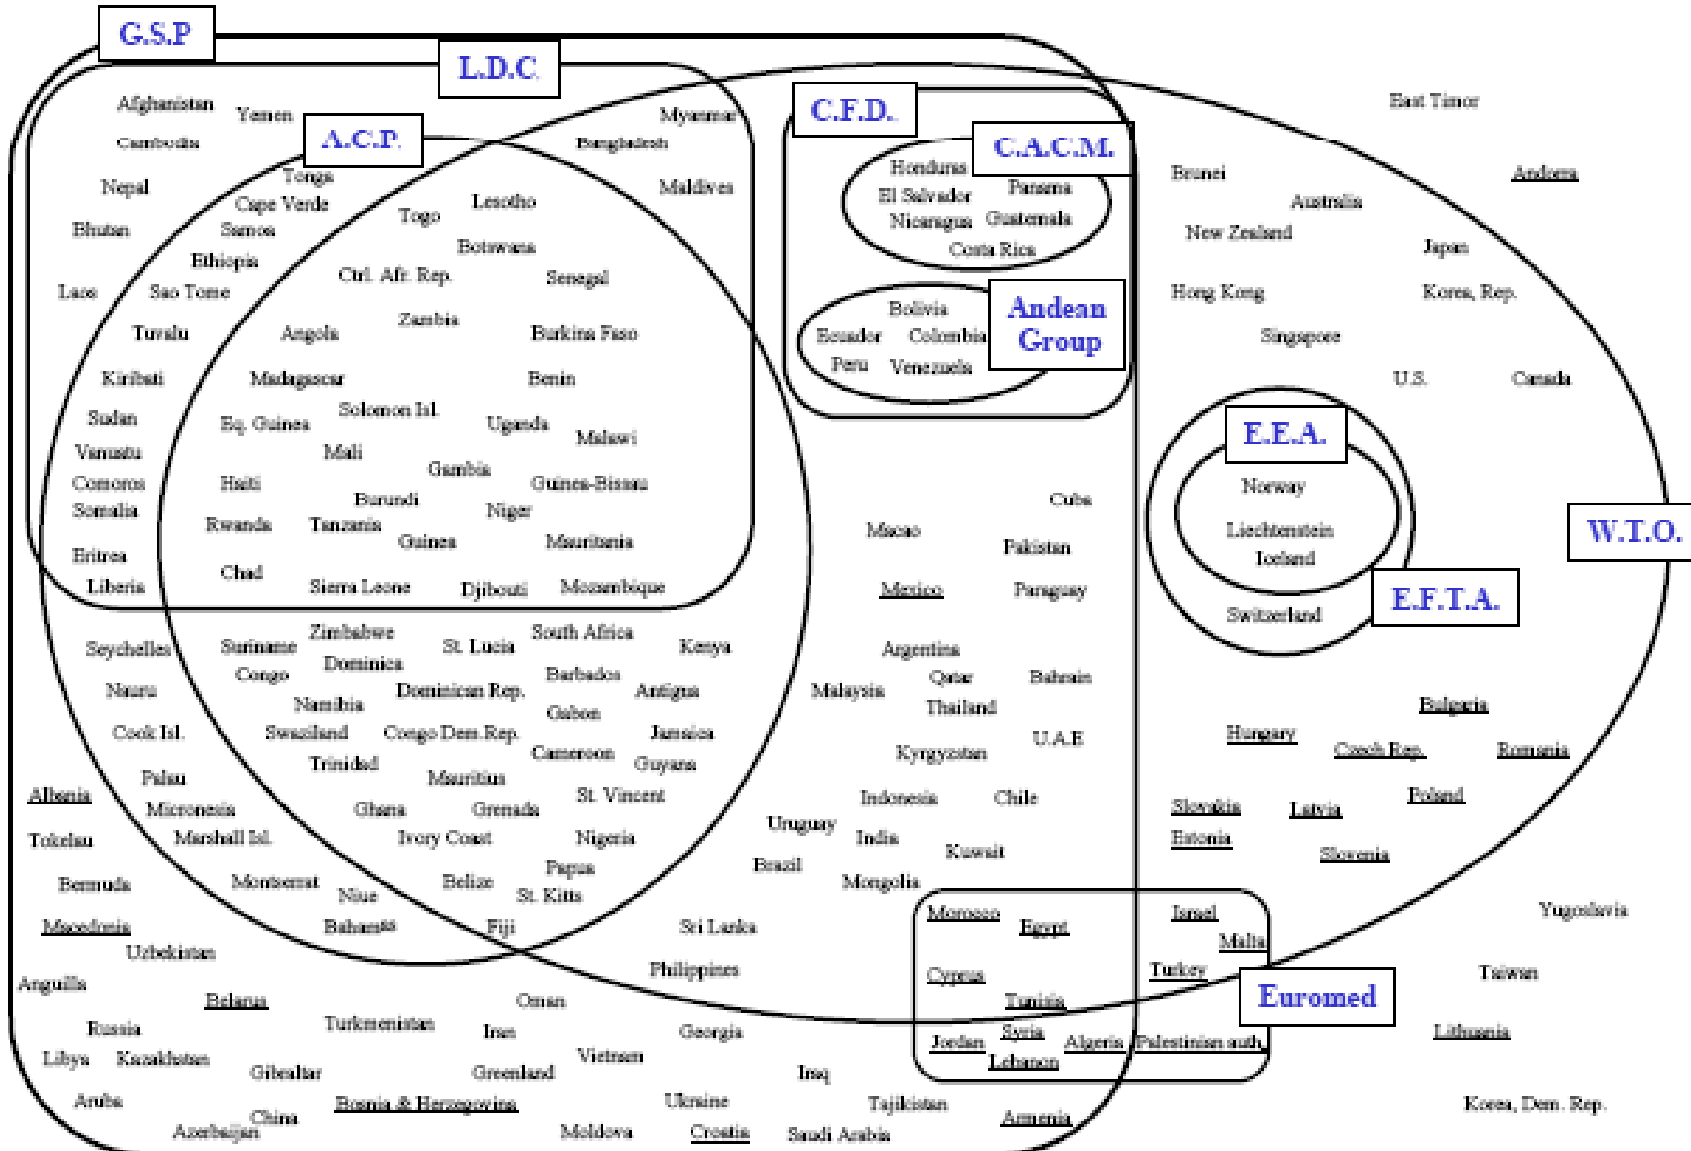 G.S.P
L.D.C.
A.C.P.
C.F.D.
C.A.C.M.
Andean
Group
E.E.A.
E.F.T.A.
W.T.O.
Euromed
Afghanistan
Yemen
Cambodia
Nepal
Bhutan
Laos
Myanmar
Bangladesh
Maldives
Tonga
Cape Verde
Samoa
Ethiopia
Sao Tome
Tuvalu
Kiribati
Sudan
Vanuatu
Comoros
Somalia
Eritrea
Liberia
Togo
Lesotho
Botswana
Ctrl. Afr. Rep.
Senegal
Zambia
Angola
Burkina Faso
Madagascar
Benin
Solomon Isl.
Eq. Guinea
Uganda
Malawi
Mali
Gambia
Haiti
Guinea-Bissau
Burundi
Niger
Rwanda
Tanzania
Guinea
Mauritania
Chad
Sierra Leone
Djibouti
Mozambique
Honduras
Panama
El Salvador
Nicaragua
Guatemala
Costa Rica
Bolivia
Ecuador
Colombia
Peru
Venezuela
East Timor
Brunei
Andorra
Australia
New Zealand
Japan
Hong Kong
Korea, Rep.
Singapore
U.S.
Canada
Norway
Liechtenstein
Iceland
Switzerland
Cuba
Macao
Pakistan
Mexico
Paraguay
Argentina
Qatar
Bahrain
Malaysia
Thailand
U.A.E
Kyrgyzstan
Indonesia
Chile
Uruguay
India
Kuwait
Brazil
Mongolia
Sri Lanka
Philippines
Seychelles
Nauru
Cook Isl.
Palau
Micronesia
Marshall Isl.
Montserrat
Niue
Bahamas
Suriname
Zimbabwe
St. Lucia
South Africa
Kenya
Congo
Dominica
Barbados
Dominican Rep.
Antigua
Namibia
Gabon
Swaziland
Congo Dem.Rep.
Jamaica
Cameroon
Trinidad
Guyana
Mauritius
Ghana
Grenada
St. Vincent
Ivory Coast
Nigeria
Papua
Belize
St. Kitts
Fiji
Bulgaria
Hungary
Czech Rep.
Romania
Slovakia
Latvia
Poland
Estonia
Slovenia
Albania
Tokelau
Bermuda
Macedonia
Uzbekistan
Anguilla
Belarus
Russia
Turkmenistan
Oman
Iran
Georgia
Libya
Kazakhstan
Gibraltar
Greenland
Vietnam
Iraq
Aruba
China
Bosnia & Herzegovina
Ukraine
Tajikistan
Armenia
Azerbaijan
Moldova
Croatia
Saudi Arabia
Morocco
Egypt
Israel
Malta
Cyprus
Turkey
Tunisia
Jordan
Syria
Algeria
Palestinian auth.
Lebanon
Yugoslavia
Taiwan
Lithuania
Korea, Dem. Rep.